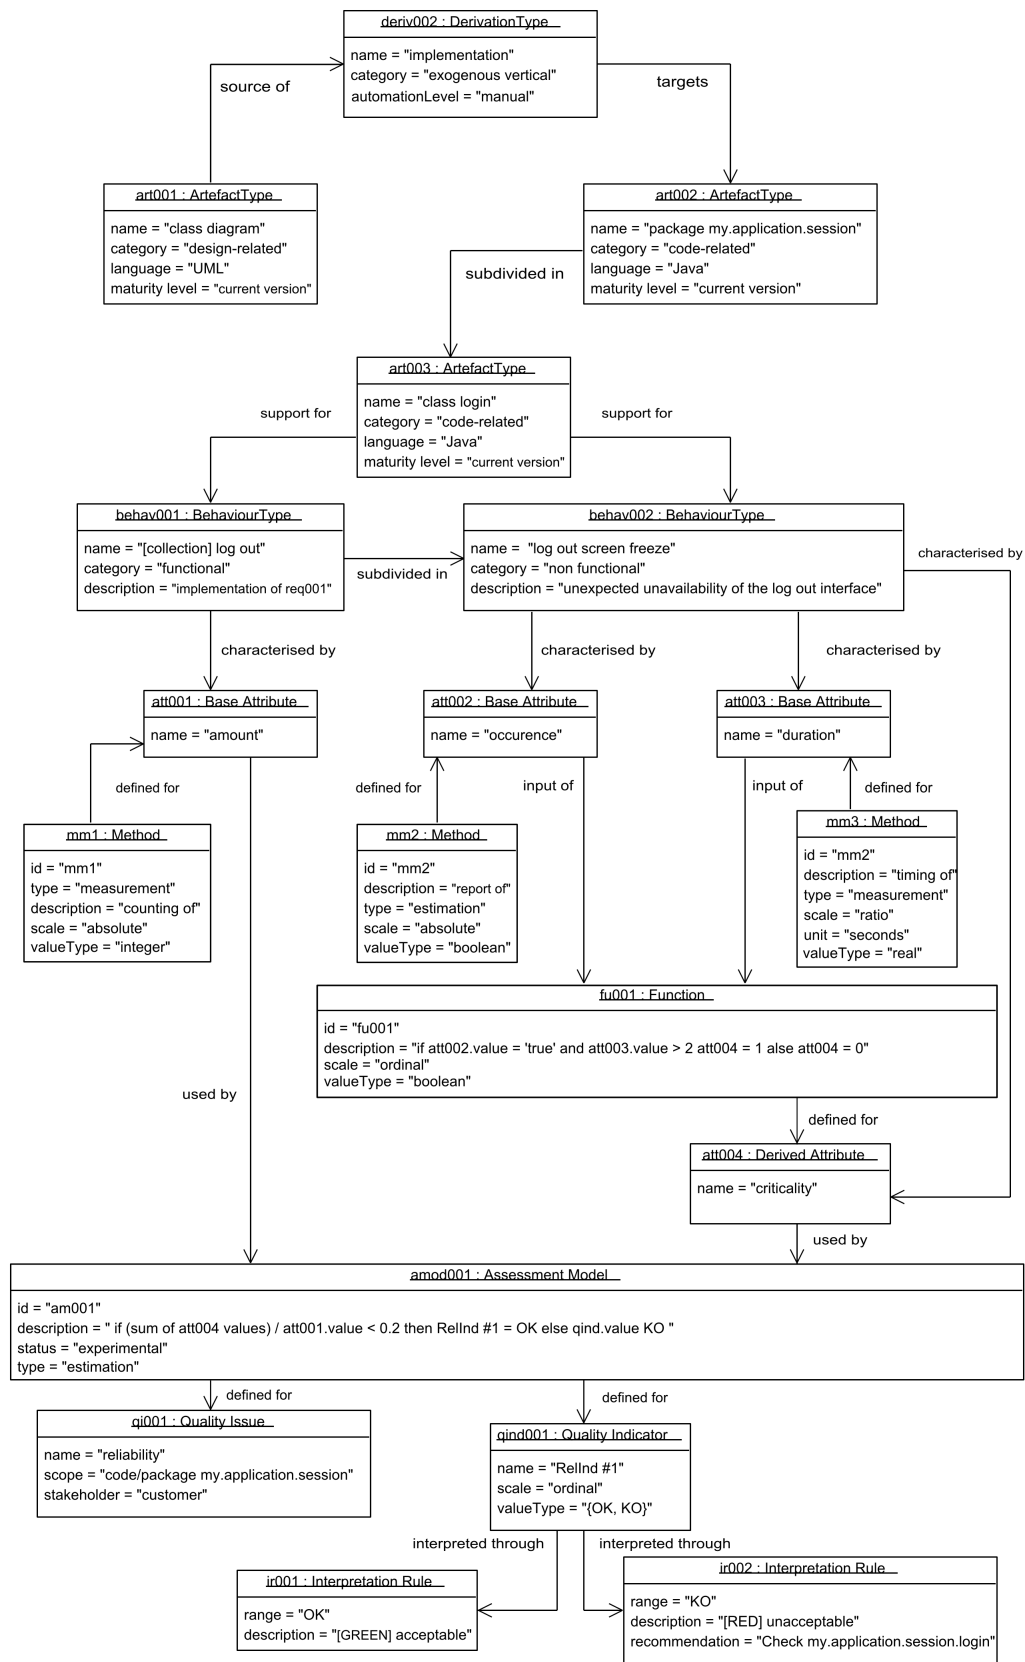 deriv002 : DerivationType
name = "implementation"
category = "exogenous vertical"
automationLevel = "manual"
source of
targets
art001 : ArtefactType
name = "class diagram"
category = "design-related"
language = "UML"
maturity level = "current version"
art002 : ArtefactType
name = "package my.application.session"
category = "code-related"
language = "Java"
maturity level = "current version"
subdivided in
art003 : ArtefactType
name = "class login"
category = "code-related"
language = "Java"
maturity level = "current version"
support for
support for
behav001 : BehaviourType
name = "[collection] log out"
category = "functional"
description = "implementation of req001"
subdivided in
behav002 : BehaviourType
name =  "log out screen freeze"
category = "non functional"
description = "unexpected unavailability of the log out interface"
characterised by
characterised by
characterised by
characterised by
att001 : Base Attribute
name = "amount"
att002 : Base Attribute
name = "occurence"
att003 : Base Attribute
name = "duration"
defined for
defined for
input of
input of
defined for
mm1 : Method
id = "mm1"
type = "measurement"
description = "counting of"
scale = "absolute"
valueType = "integer"
mm2 : Method
id = "mm2"
description = "report of"
type = "estimation"
scale = "absolute"
valueType = "boolean"
mm3 : Method
id = "mm2"
description = "timing of"
type = "measurement"
scale = "ratio"
unit = "seconds"
valueType = "real"
fu001 : Function
id = "fu001"
description = "if att002.value = 'true' and att003.value > 2 att004 = 1 alse att004 = 0"
scale = "ordinal"
valueType = "boolean"
used by
defined for
att004 : Derived Attribute
name = "criticality"
used by
amod001 : Assessment Model
id = "am001"
description = " if (sum of att004 values) / att001.value < 0.2 then RelInd #1 = OK else qind.value KO "
status = "experimental"
type = "estimation"
defined for
defined for
qi001 : Quality Issue
name = "reliability"
scope = "code/package my.application.session"
stakeholder = "customer"
qind001 : Quality Indicator
name = "RelInd #1"
scale = "ordinal"
valueType = "{OK, KO}"
interpreted through
interpreted through
ir001 : Interpretation Rule
range = "OK"
description = "[GREEN] acceptable"
ir002 : Interpretation Rule
range = "KO"
description = "[RED] unacceptable"
recommendation = "Check my.application.session.login"